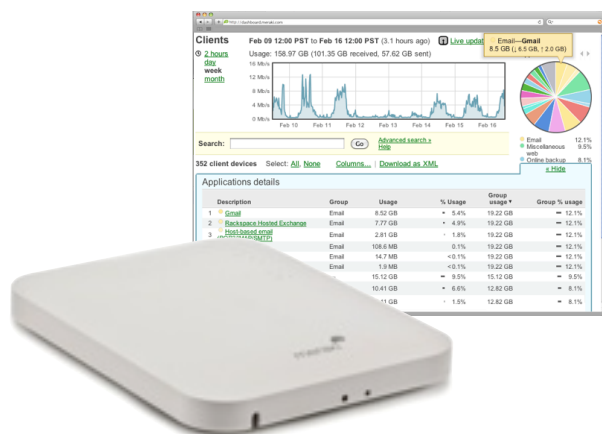 http://dashboard.meraki.com
Clients
Feb 09 12:00 PST to Feb 16 12:00 PST (3.1 hours ago)
Live updat
Email—Gmail
8.5 GB (↓ 6.5 GB, ↑ 2.0 GB)
2 hours
day
week
month
Usage: 158.97 GB (101.35 GB received, 57.62 GB sent)
16 Mb/s
12 Mb/s
8 Mb/s
4 Mb/s
0 Mb/s
Feb 10 Feb 11 Feb 12 Feb 13 Feb 14 Feb 15 Feb 16
Search: Go Advanced search »
Help
Email 12.1%
Miscellaneous web 9.5%
Online backup 8.1%
« Hide
352 client devices Select: All, None Columns... | Download as XML
Applications details
Description Group Usage % Usage Group usage ▼ Group % usage
1 Gmail Email 8.52 GB 5.4% 19.22 GB 12.1%
2 Rackspace Hosted Exchange Email 7.7 GB 4.9% 19.22 GB 12.1%
3 Host-based email Email 2.81 GB 1.8% 19.22 GB 12.1%
(POP3/IMAP/SMTP)
Email 108.6 MB 0.1% 19.22 GB 12.1%
Email 14.7 MB <0.1% 19.22 GB 12.1%
Email 1.9 MB <0.1% 19.22 GB 12.1%
15.12 GB 9.5% 15.12 GB 9.5%
10.41 GB 6.6% 12.82 GB 8.1%
GB 1.5% 12.82 GB 8.1%
meraki